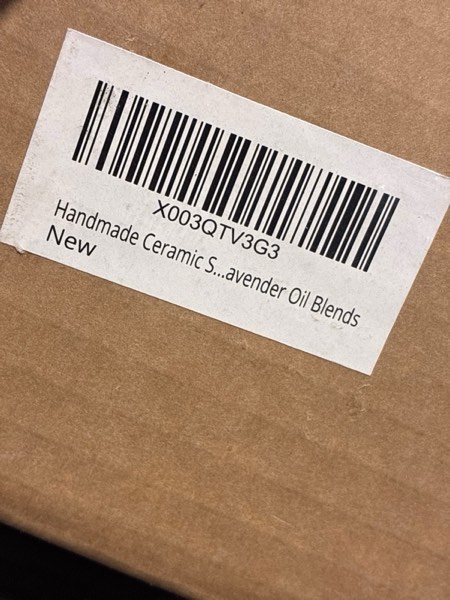 X003QTV3G3
Handmade Ceramic S...avender Oil Blends
New